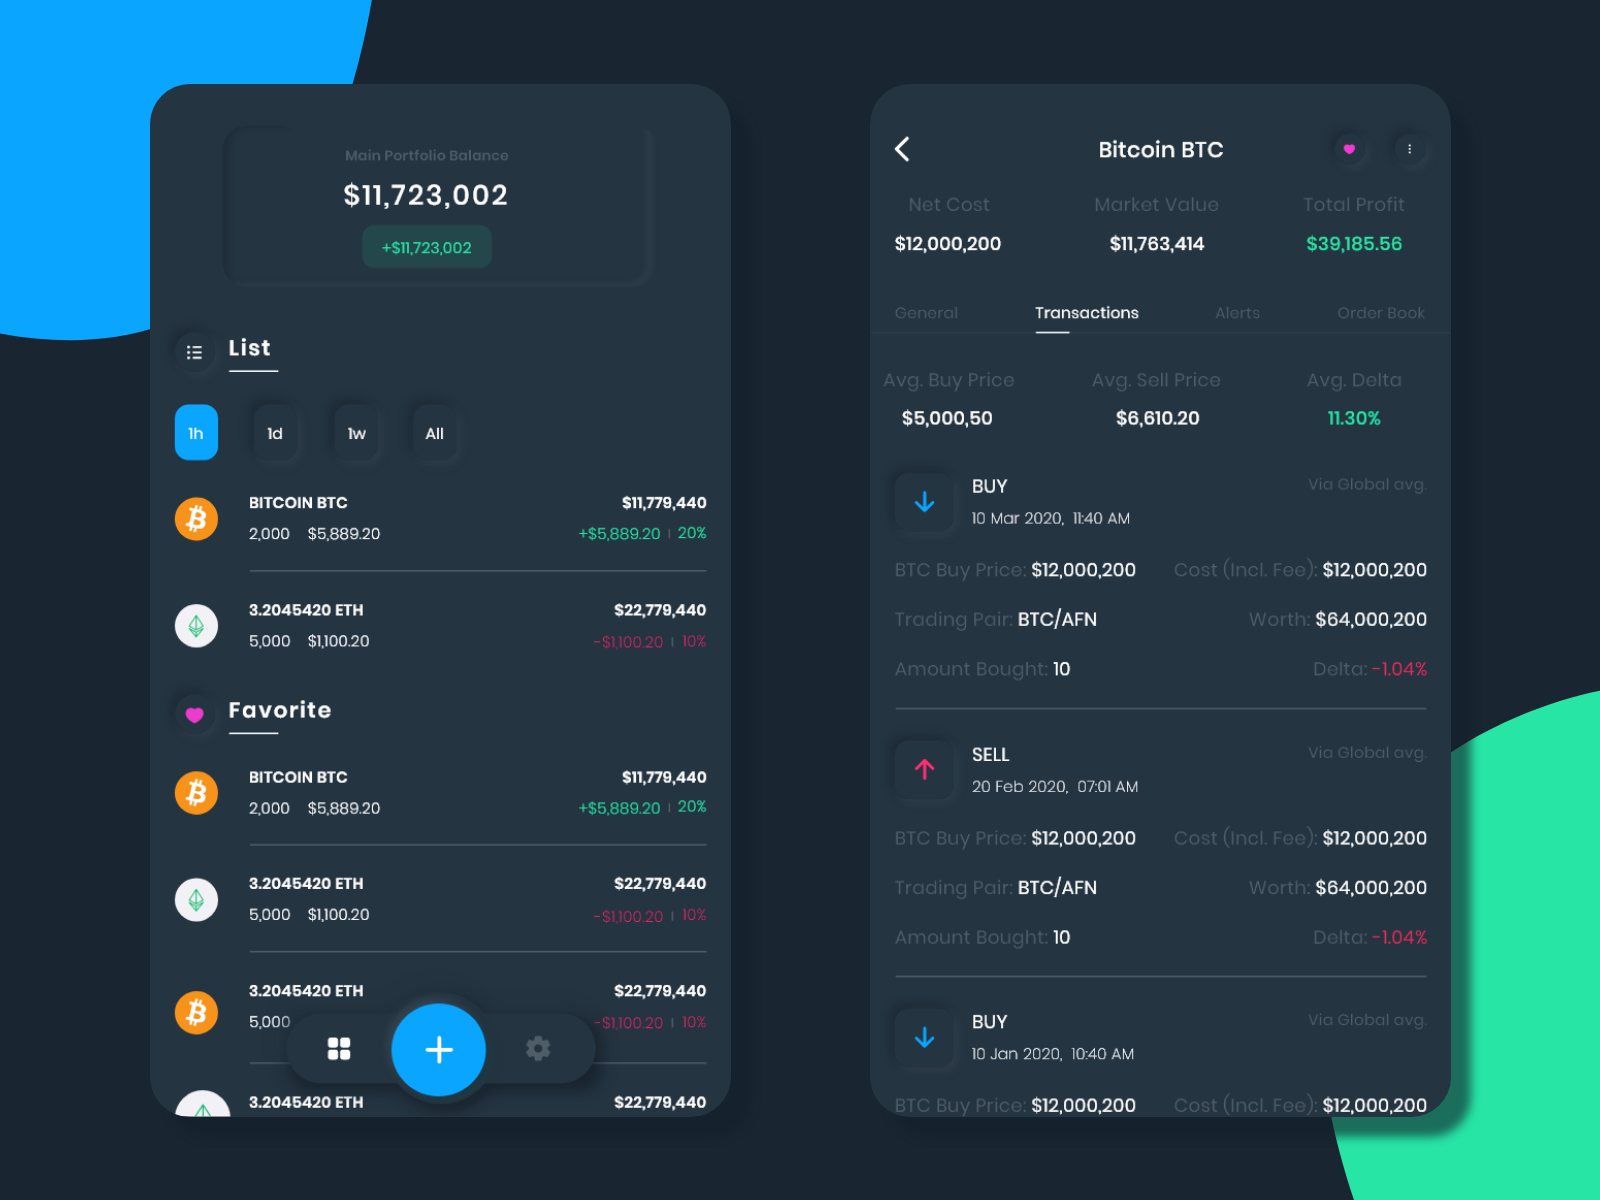 Main Portfolio Balance
$11,723,002
+$11,723,002
List
1h 1d 1w All
BITCOIN BTC $11,779,440
2,000 $5,889.20 +$5,889.20 | 20%
3.2045420 ETH $22,779,440
5,000 $1,100.20 -$1,100.20 | 10%
Favorite
BITCOIN BTC $11,779,440
2,000 $5,889.20 +$5,889.20 | 20%
3.2045420 ETH $22,779,440
5,000 $1,100.20 -$1,100.20 | 10%
3.2045420 ETH $22,779,440
5,000 -$1,100.20 | 10%
3.2045420 ETH $22,779,440
Bitcoin BTC
Net Cost Market Value Total Profit
$12,000,200 $11,763,414 $39,185.56
General Transactions Alerts Order Book
Avg. Buy Price Avg. Sell Price Avg. Delta
$5,000,50 $6,610.20 11.30%
BUY Via Global avg.
10 Mar 2020, 11:40 AM
BTC Buy Price: $12,000,200 Cost (Incl. Fee): $12,000,200
Trading Pair: BTC/AFN Worth: $64,000,200
Amount Bought: 10 Delta: -1.04%
SELL Via Global avg.
20 Feb 2020, 07:01 AM
BTC Buy Price: $12,000,200 Cost (Incl. Fee): $12,000,200
Trading Pair: BTC/AFN Worth: $64,000,200
Amount Bought: 10 Delta: -1.04%
BUY Via Global avg.
10 Jan 2020, 10:40 AM
BTC Buy Price: $12,000,200 Cost (Incl. Fee): $12,000,200